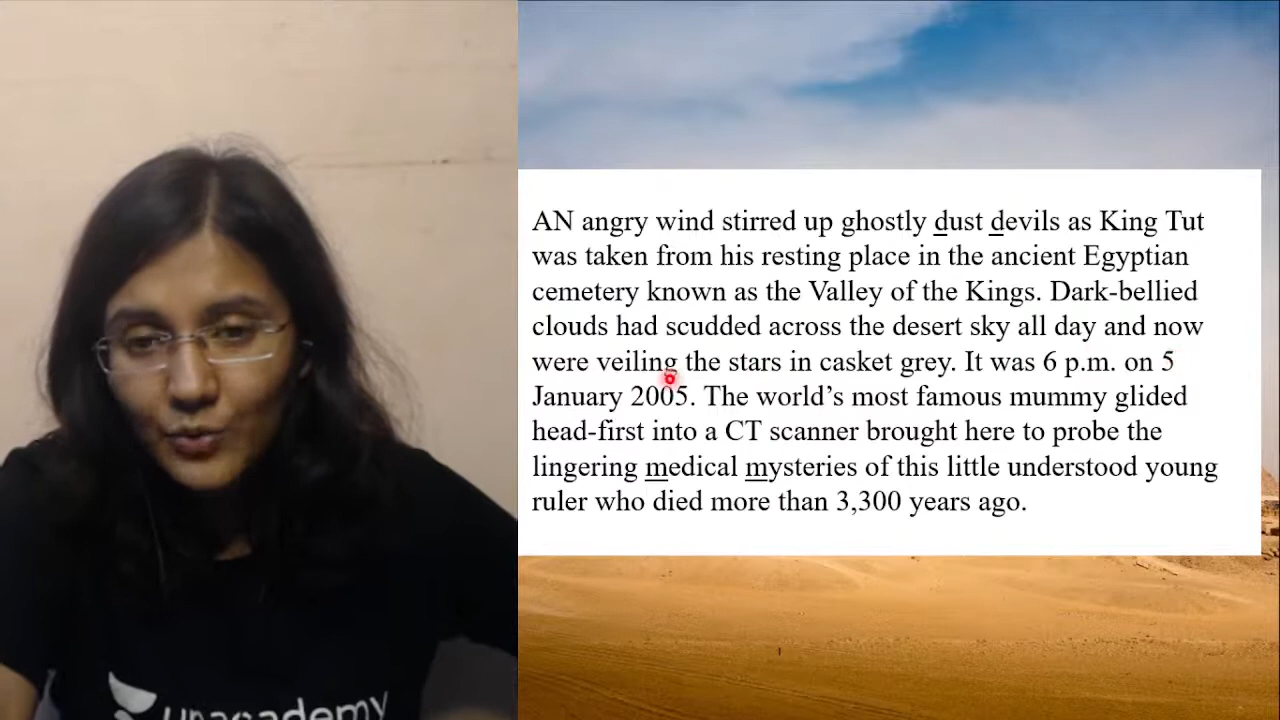 AN angry wind stirred up ghostly dust devils as King Tut
was taken from his resting place in the ancient Egyptian
cemetery known as the Valley of the Kings. Dark-bellied
clouds had scudded across the desert sky all day and now
were veiling the stars in casket grey. It was 6 p.m. on 5
January 2005. The world’s most famous mummy glided
head-first into a CT scanner brought here to probe the
lingering medical mysteries of this little understood young
ruler who died more than 3,300 years ago.
unacademy